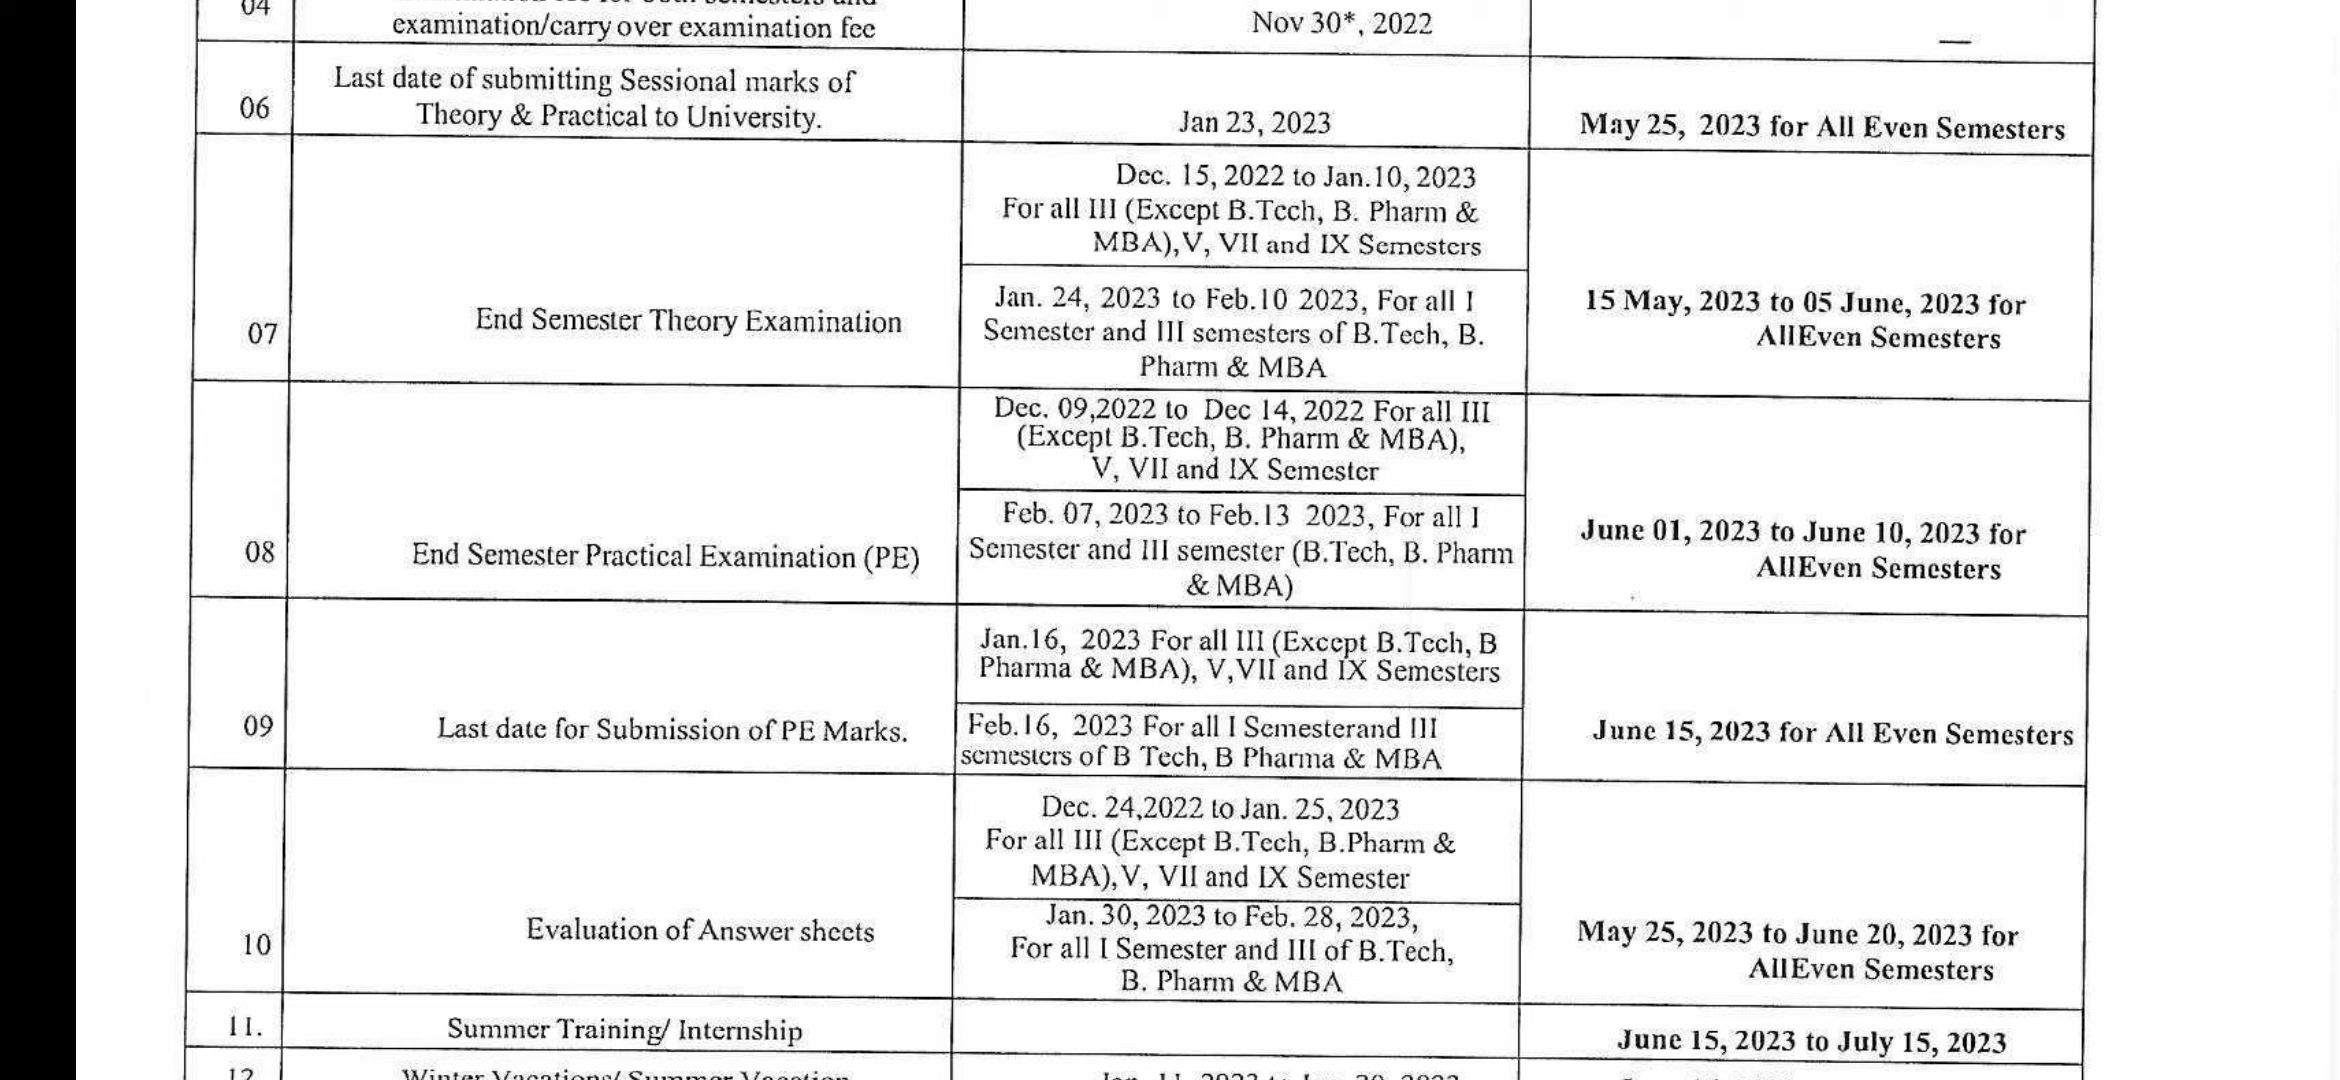 04
examination/carry over examination fee
Nov 30*, 2022
—
06
Last date of submitting Sessional marks of
Theory & Practical to University.
Jan 23, 2023
May 25, 2023 for All Even Semesters
07
End Semester Theory Examination
Dec. 15, 2022 to Jan.10, 2023
For all III (Except B.Tech, B. Pharm &
MBA),V, VII and IX Semesters
Jan. 24, 2023 to Feb.10 2023, For all I
Semester and III semesters of B.Tech, B.
Pharm & MBA
15 May, 2023 to 05 June, 2023 for
AllEven Semesters
08
End Semester Practical Examination (PE)
Dec. 09,2022 to Dec 14, 2022 For all III
(Except B.Tech, B. Pharm & MBA),
V, VII and IX Semester
Feb. 07, 2023 to Feb.13 2023, For all I
Semester and III semester (B.Tech, B. Pharm
& MBA)
June 01, 2023 to June 10, 2023 for
AllEven Semesters
09
Last date for Submission of PE Marks.
Jan.16, 2023 For all III (Except B.Tech, B
Pharma & MBA), V,VII and IX Semesters
Feb.16, 2023 For all I Semesterand III
semesters of B Tech, B Pharma & MBA
June 15, 2023 for All Even Semesters
10
Evaluation of Answer sheets
Dec. 24,2022 to Jan. 25, 2023
For all III (Except B.Tech, B.Pharm &
MBA),V, VII and IX Semester
Jan. 30, 2023 to Feb. 28, 2023,
For all I Semester and III of B.Tech,
B. Pharm & MBA
May 25, 2023 to June 20, 2023 for
AllEven Semesters
11.
Summer Training/ Internship
June 15, 2023 to July 15, 2023
12
Winter Vacations/ Summer Vacation